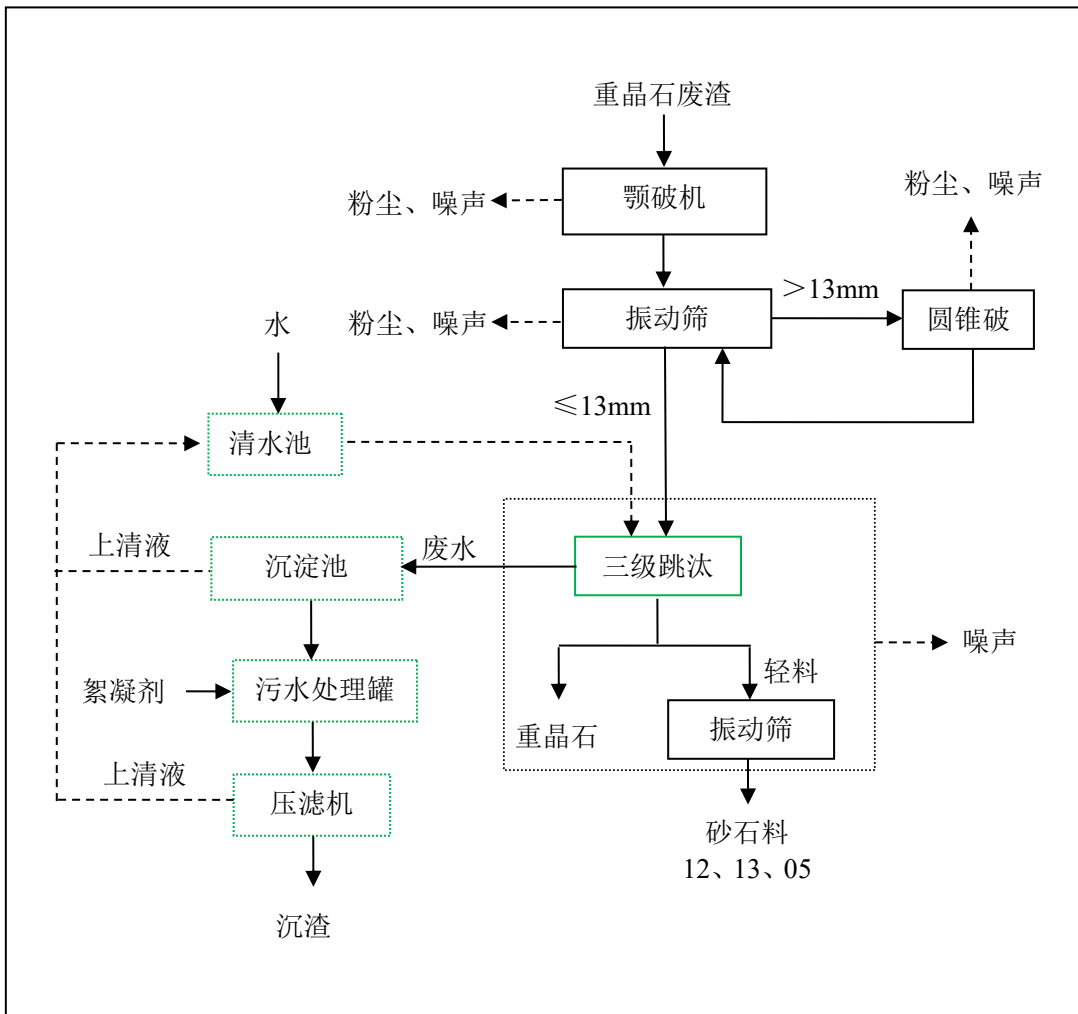 重晶石废渣
粉尘、噪声
颚破机
粉尘、噪声
粉尘、噪声
振动筛
＞13mm
圆锥破
水
≤13mm
清水池
上清液
沉淀池
废水
三级跳汰
噪声
絮凝剂
污水处理罐
轻料
重晶石
振动筛
上清液
压滤机
砂石料
12、13、05
沉渣